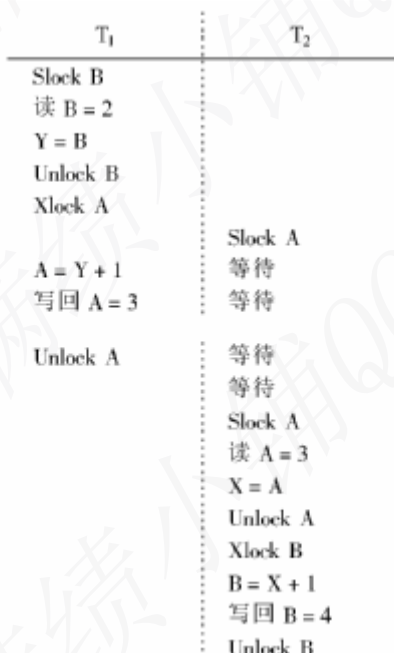 T₁ T₂
Slock B
读 B = 2
Y = B
Unlock B
Xlock A
Slock A
A = Y + 1 等待
写回 A = 3 等待
Unlock A 等待
等待
Slock A
读 A = 3
X = A
Unlock A
Xlock B
B = X + 1
写回 B = 4
Unlock B